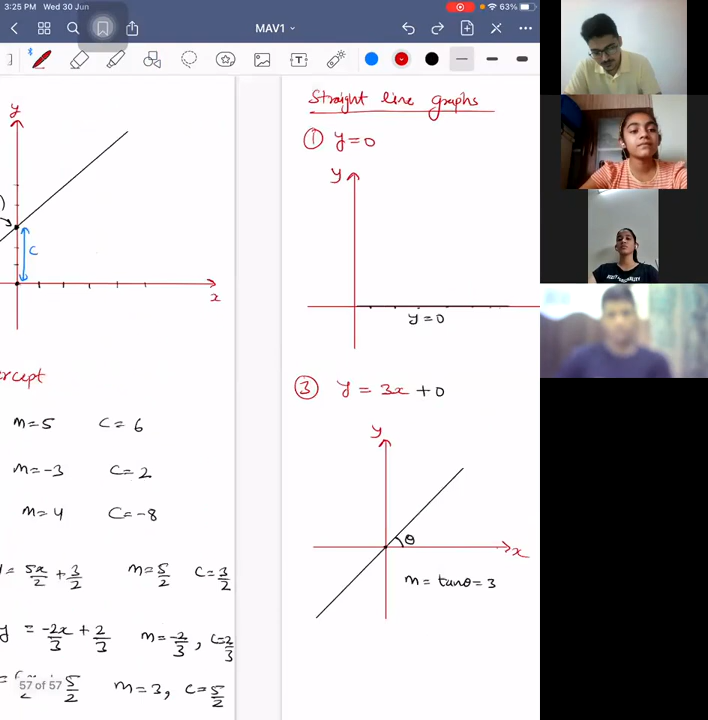 3:25 PM Wed 30 Jun
63%
MAV1
T
y
C
x
m=5 C=6
m=-3 C=2
m=4 C=-8
= 5x/2 + 3/2 m=5/2 C=3/2
y = -2x/3 + 2/3 m=-2/3, C=2/3
5/2 m=3, C=5/2
57 of 57
Straight line graphs
① y=0
y
y=0
③ y = 3x +0
y
θ
x
m= tanθ= 3